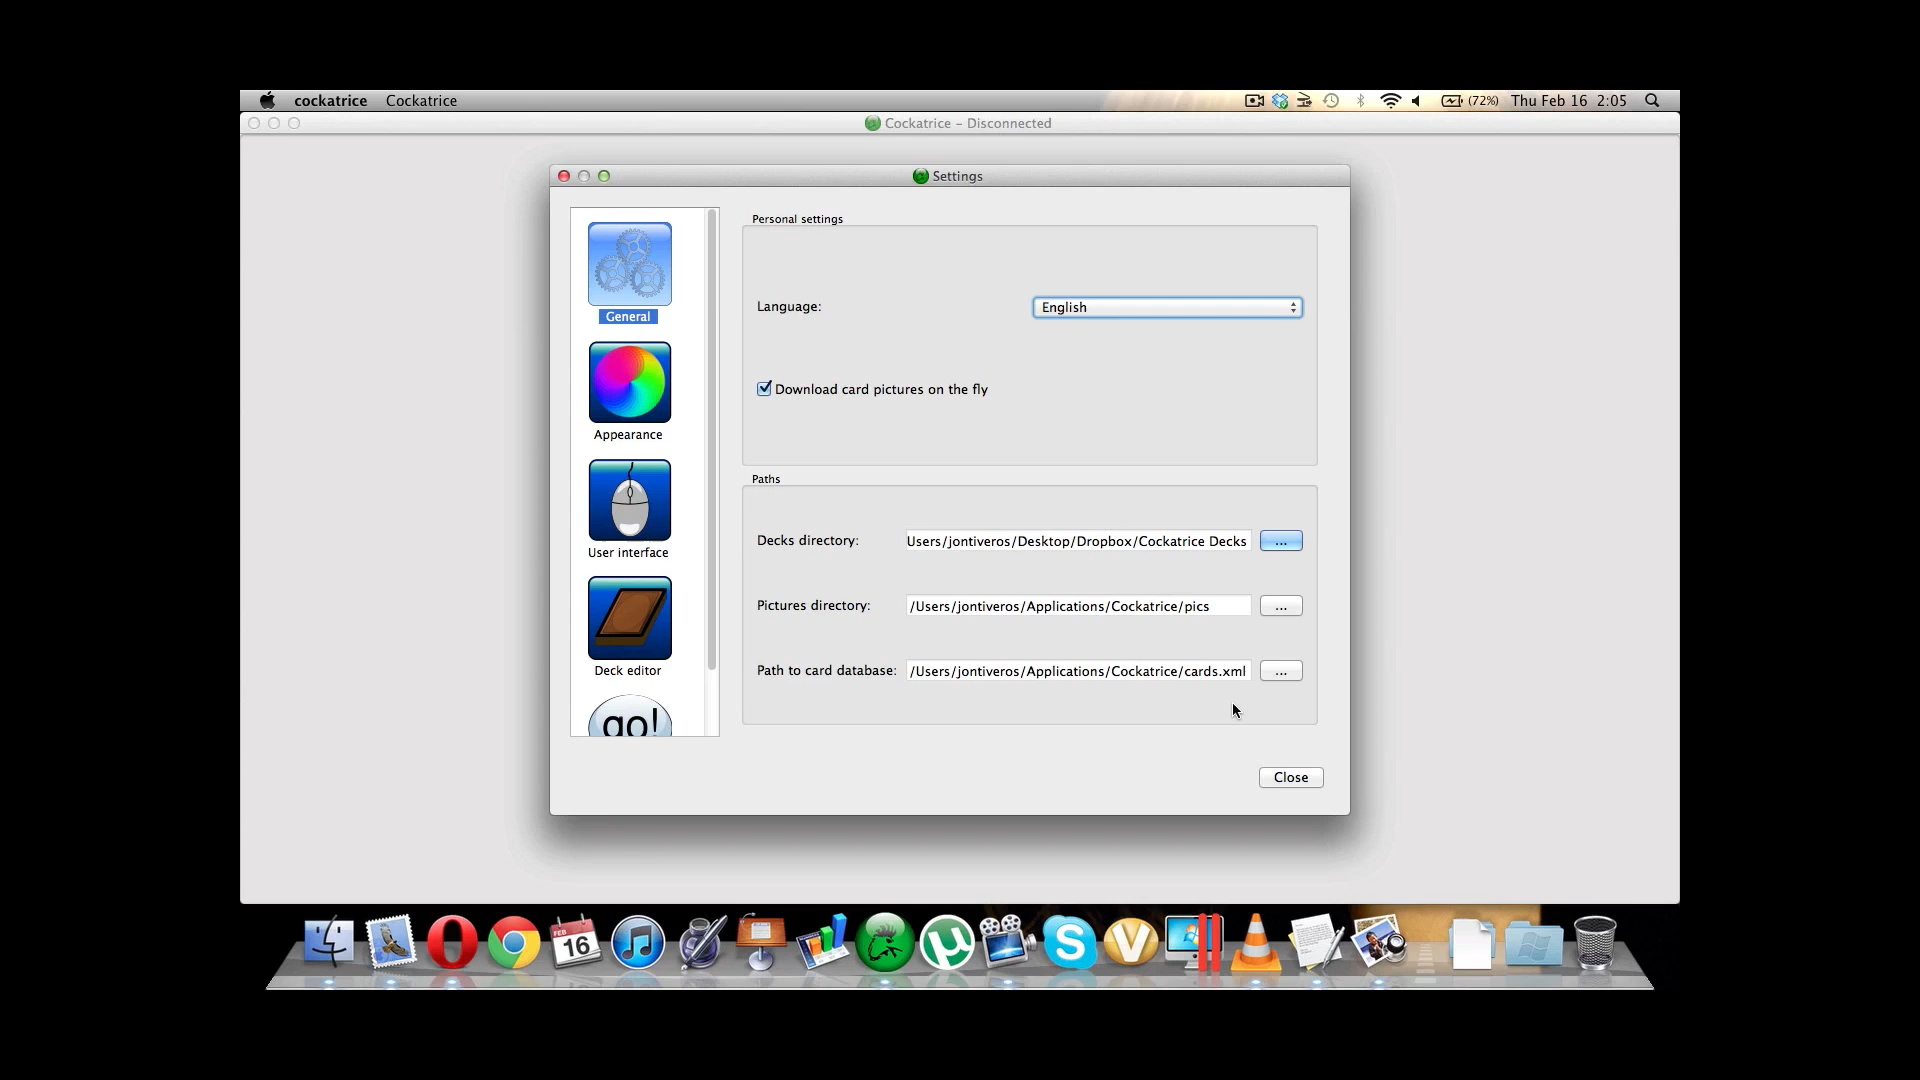 cockatrice Cockatrice (72%) Thu Feb 16 2:05
Cockatrice – Disconnected
Settings
General
Appearance
User interface
Deck editor
go!
Personal settings
Language: English
Download card pictures on the fly
Paths
Decks directory: Users/jontiveros/Desktop/Dropbox/Cockatrice Decks ...
Pictures directory: /Users/jontiveros/Applications/Cockatrice/pics ...
Path to card database: /Users/jontiveros/Applications/Cockatrice/cards.xml ...
Close
FEB
16